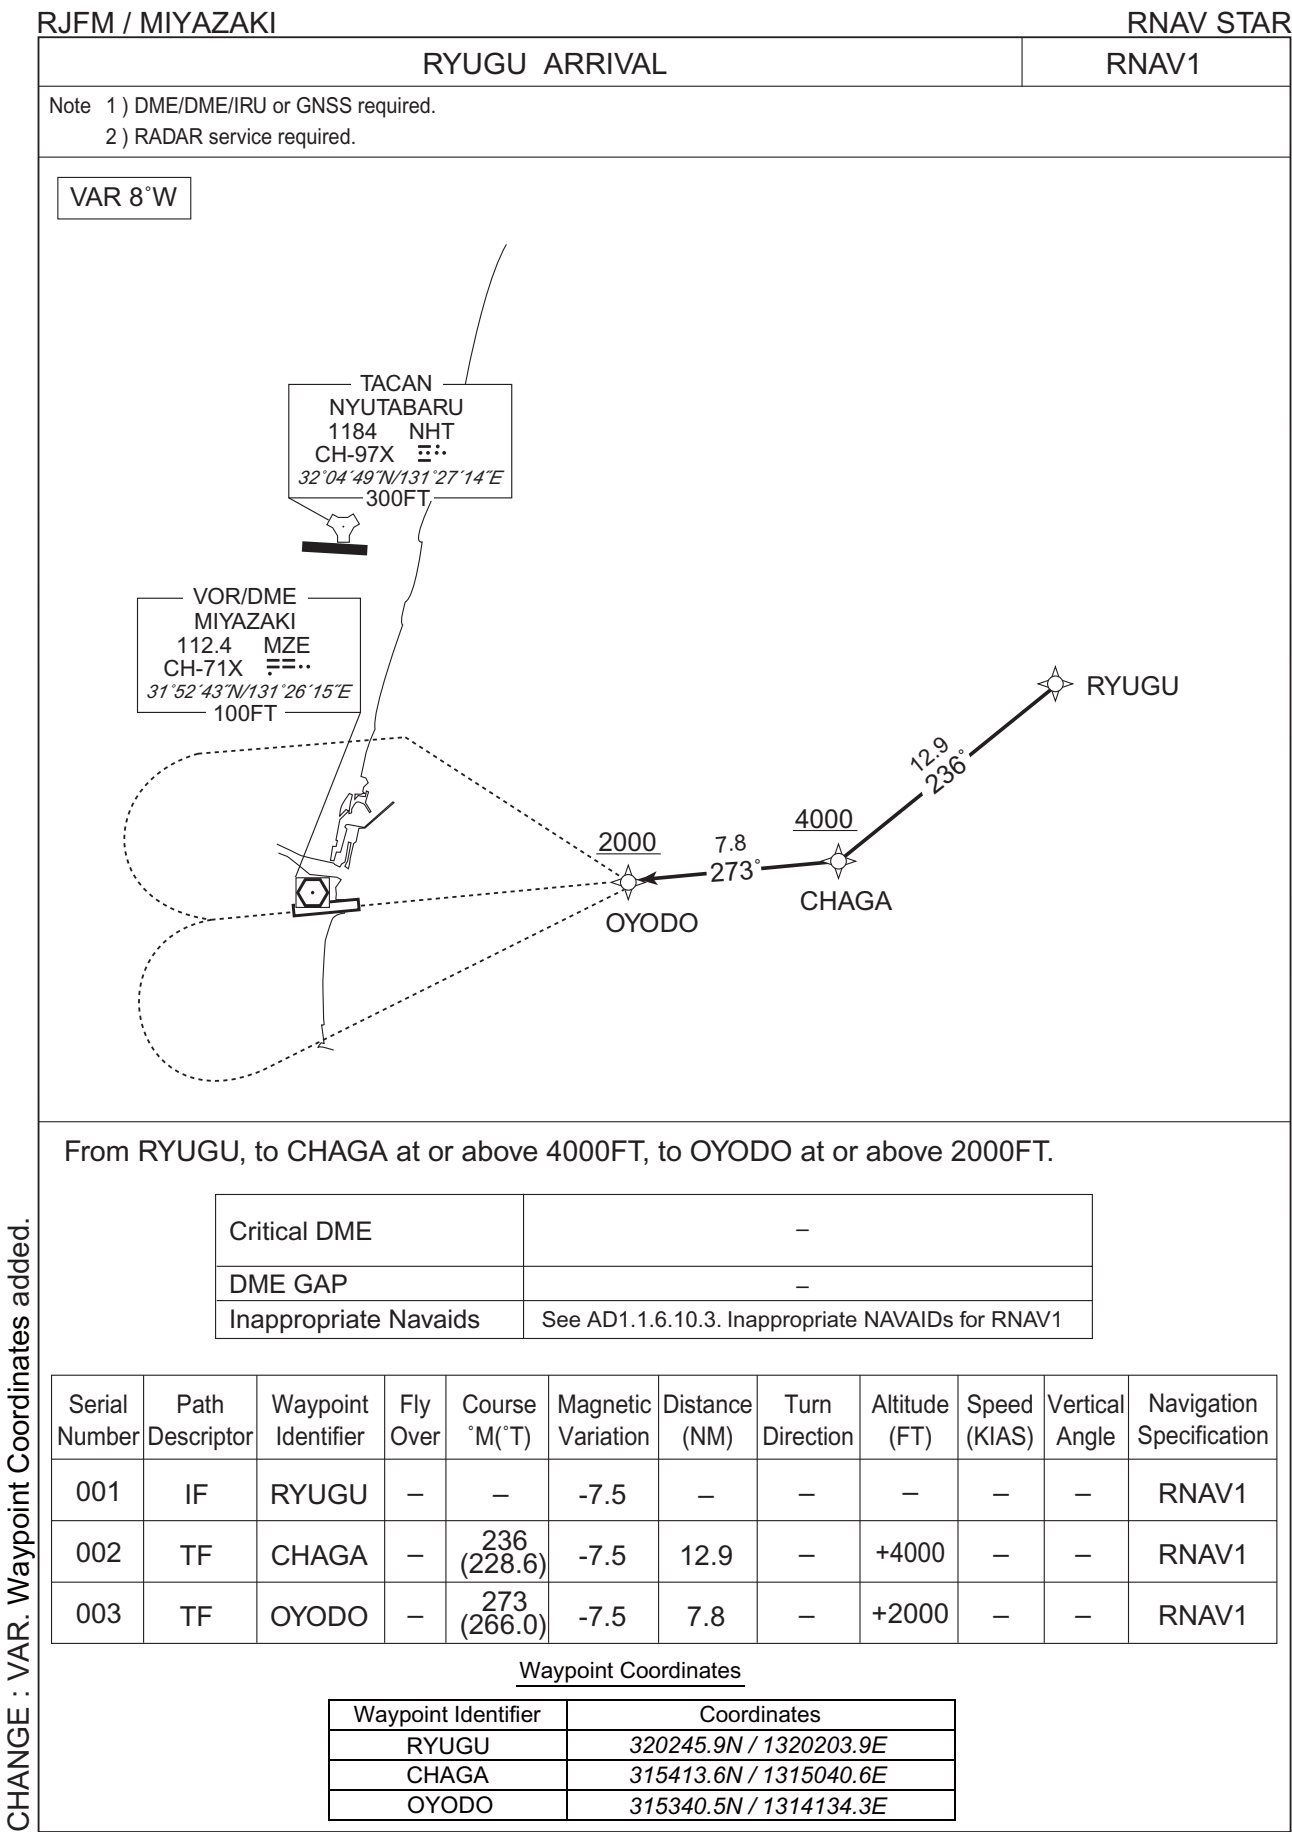 RJFM / MIYAZAKI
RNAV STAR
RYUGU ARRIVAL
RNAV1
Note 1 ) DME/DME/IRU or GNSS required.
2 ) RADAR service required.
VAR 8˚W
TACAN
NYUTABARU
1184 NHT
CH-97X
32˚04´49˝N/131˚27´14˝E
300FT
VOR/DME
MIYAZAKI
112.4 MZE
CH-71X
31˚52´43˝N/131˚26´15˝E
100FT
RYUGU
12.9
236˚
4000
CHAGA
7.8
273˚
2000
OYODO
From RYUGU, to CHAGA at or above 4000FT, to OYODO at or above 2000FT.
Critical DME –
DME GAP –
Inappropriate Navaids See AD1.1.6.10.3. Inappropriate NAVAIDs for RNAV1
Serial Number Path Descriptor Waypoint Identifier Fly Over Course ˚M(˚T) Magnetic Variation Distance (NM) Turn Direction Altitude (FT) Speed (KIAS) Vertical Angle Navigation Specification
001 IF RYUGU – – -7.5 – – – – – RNAV1
002 TF CHAGA – 236 (228.6) -7.5 12.9 – +4000 – – RNAV1
003 TF OYODO – 273 (266.0) -7.5 7.8 – +2000 – – RNAV1
Waypoint Coordinates
Waypoint Identifier Coordinates
RYUGU 320245.9N / 1320203.9E
CHAGA 315413.6N / 1315040.6E
OYODO 315340.5N / 1314134.3E
CHANGE : VAR. Waypoint Coordinates added.